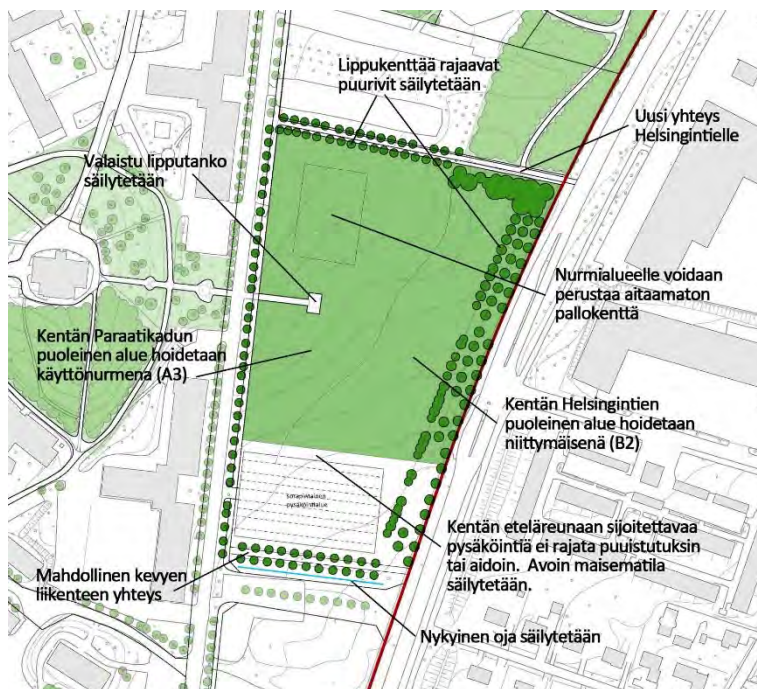 Lippukenttää rajaavat
puurivit säilytetään
Uusi yhteys
Helsingintielle
Valaistu lipputanko
säilytetään
Nurmialueelle voidaan
perustaa aitaamaton
pallokenttä
Kentän Paraatikadun
puoleinen alue hoidetaan
käyttönurmena (A3)
Kentän Helsingintien
puoleinen alue hoidetaan
niittymäisenä (B2)
pysäköintialue
Kentän eteläreunaan sijoitettavaa
pysäköintiä ei rajata puuistutuksin
tai aidoin. Avoin maisematila
säilytetään.
Mahdollinen kevyen
liikenteen yhteys
Nykyinen oja säilytetään